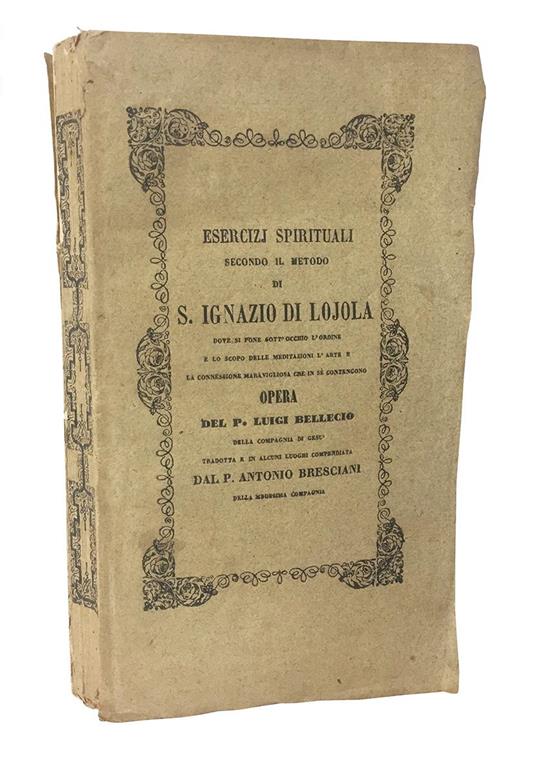 ESERCIZJ SPIRITUALI
SECONDO IL METODO
DI
S. IGNAZIO DI LOJOLA
DOVE SI PONE SOTT'OCCHIO L'ORDINE
E LO SCOPO DELLE MEDITAZIONI L'ARTE E
LA CONNESSIONE MARAVIGLIOSA CHE IN SÈ CONTENGONO
OPERA
DEL P. LUIGI BELLECIO
DELLA COMPAGNIA DI GESU'
TRADOTTA E IN ALCUNI LUOGHI COMPENDIATA
DAL P. ANTONIO BRESCIANI
DELLA MEDESIMA COMPAGNIA